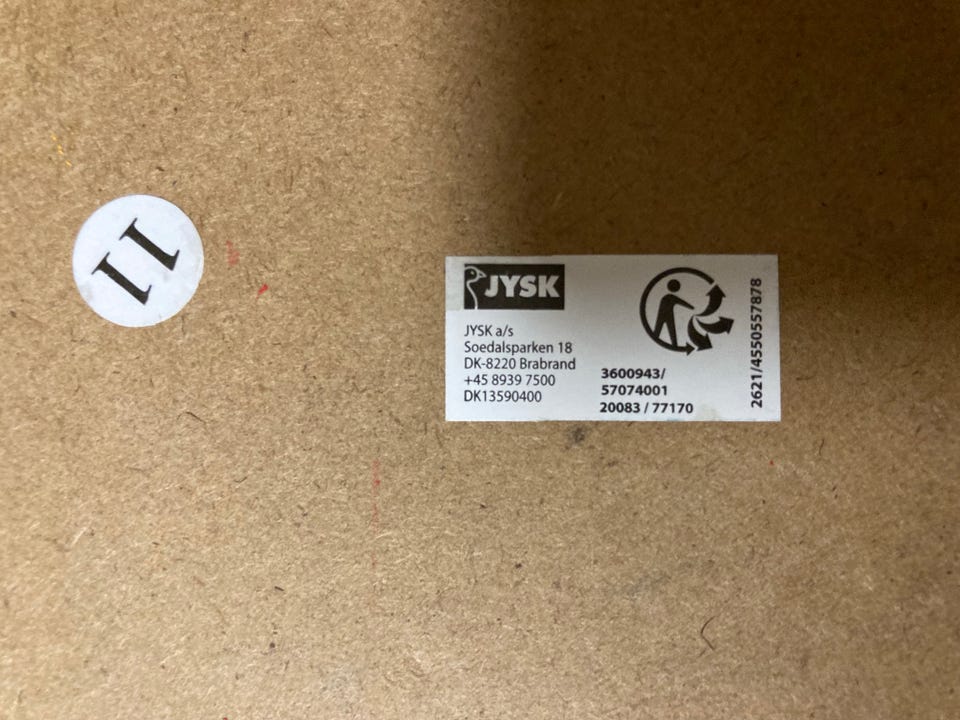 11
JYSK
JYSK a/s
Soedalsparken 18
DK-8220 Brabrand
+45 8939 7500
DK13590400
3600943/
57074001
20083 / 77170
2621/4550557878